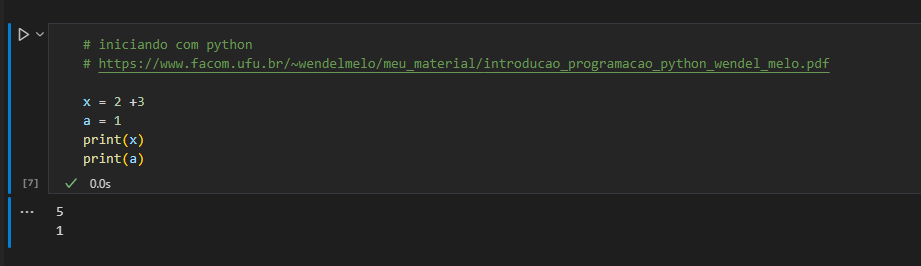 # iniciando com python
# https://www.facom.ufu.br/~wendelmelo/meu_material/introducao_programacao_python_wendel_melo.pdf
x = 2 +3
a = 1
print(x)
print(a)
[7] 0.0s
5
1